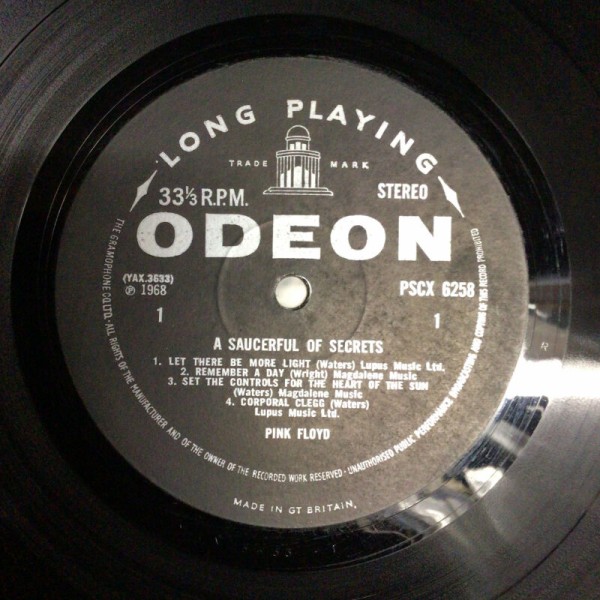 LONG PLAYING
TRADE MARK
33⅓ R.P.M.
STEREO
ODEON
(YAX.3633)
℗ 1968
PSCX 6258
1
1
A SAUCERFUL OF SECRETS
1. LET THERE BE MORE LIGHT (Waters) Lupus Music Ltd.
2. REMEMBER A DAY (Wright) Magdalene Music
3. SET THE CONTROLS FOR THE HEART OF THE SUN
(Waters) Magdalene Music
4. CORPORAL CLEGG (Waters)
Lupus Music Ltd.
PINK FLOYD
THE GRAMOPHONE CO. LTD. · ALL RIGHTS OF THE MANUFACTURER AND OF THE OWNER OF THE RECORDED WORK RESERVED · UNAUTHORISED PUBLIC PERFORMANCE BROADCASTING AND COPYING OF THIS RECORD PROHIBITED
MADE IN GT BRITAIN.